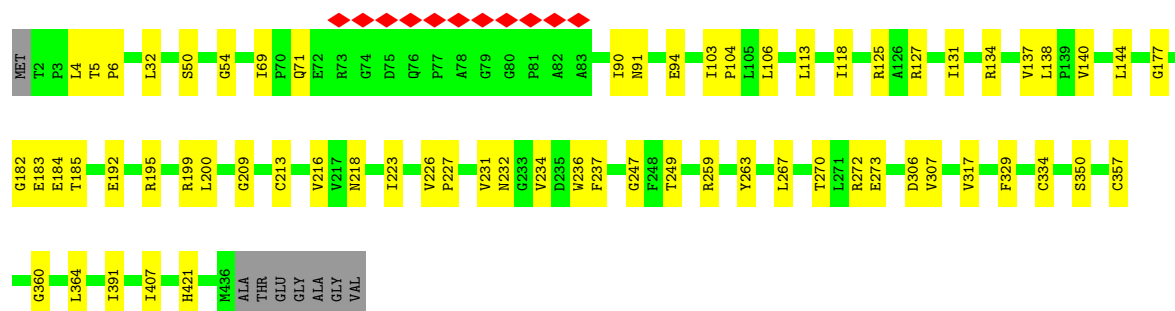 MET T2 P3 L4 T5 P6 L32 S50 G54 I69 P70 Q71 E72 R73 G74 D75 Q76 P77 A78 G79 G80 P81 A82 A83 I90 N91 E94 I103 P104 L105 L106 L113 I118 R125 A126 R127 I131 R134 V137 L138 P139 V140 L144 G177
G182 E183 E184 T185 E192 R195 R199 L200 G209 C213 V216 V217 N218 I223 V226 P227 V231 N232 G233 V234 D235 W236 F237 G247 F248 T249 R259 Y263 L267 T270 L271 R272 E273 D306 V307 V317 F329 C334 S350 C357
G360 L364 I391 I407 H421 M436 ALA THR GLU GLY ALA GLY VAL